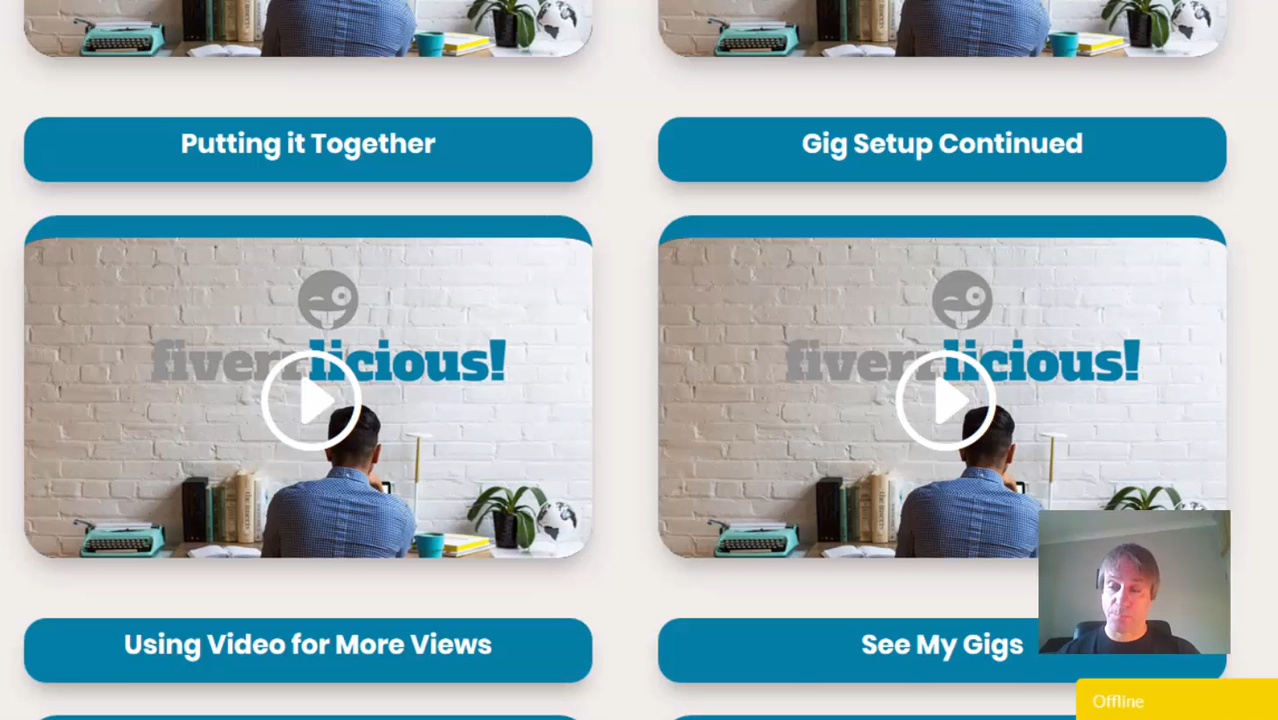 Putting it Together
Gig Setup Continued
fiverrlicious!
fiverrlicious!
Using Video for More Views
See My Gigs
Offline